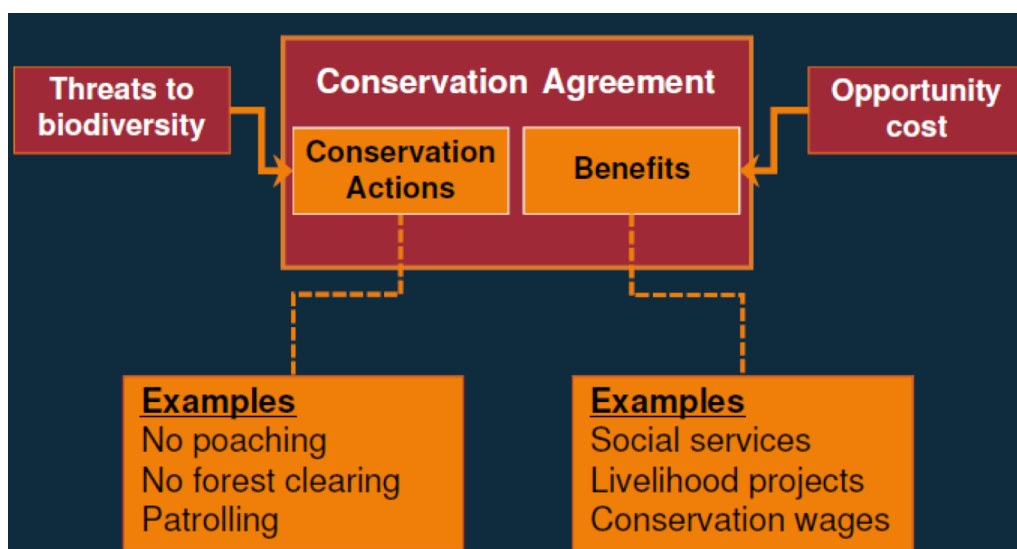 Threats to
biodiversity
Conservation Agreement
Conservation
Actions
Benefits
Opportunity
cost
Examples
No poaching
No forest clearing
Patrolling
Examples
Social services
Livelihood projects
Conservation wages